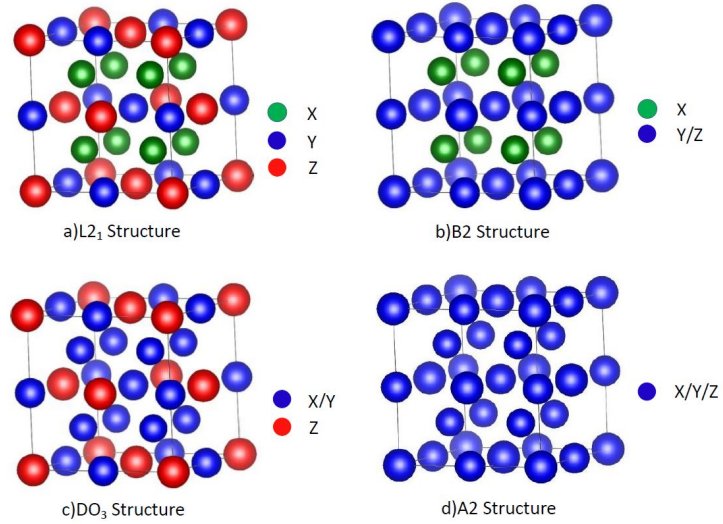 X
Y
Z
a)L2₁ Structure
X
Y/Z
b)B2 Structure
X/Y
Z
c)DO₃ Structure
X/Y/Z
d)A2 Structure